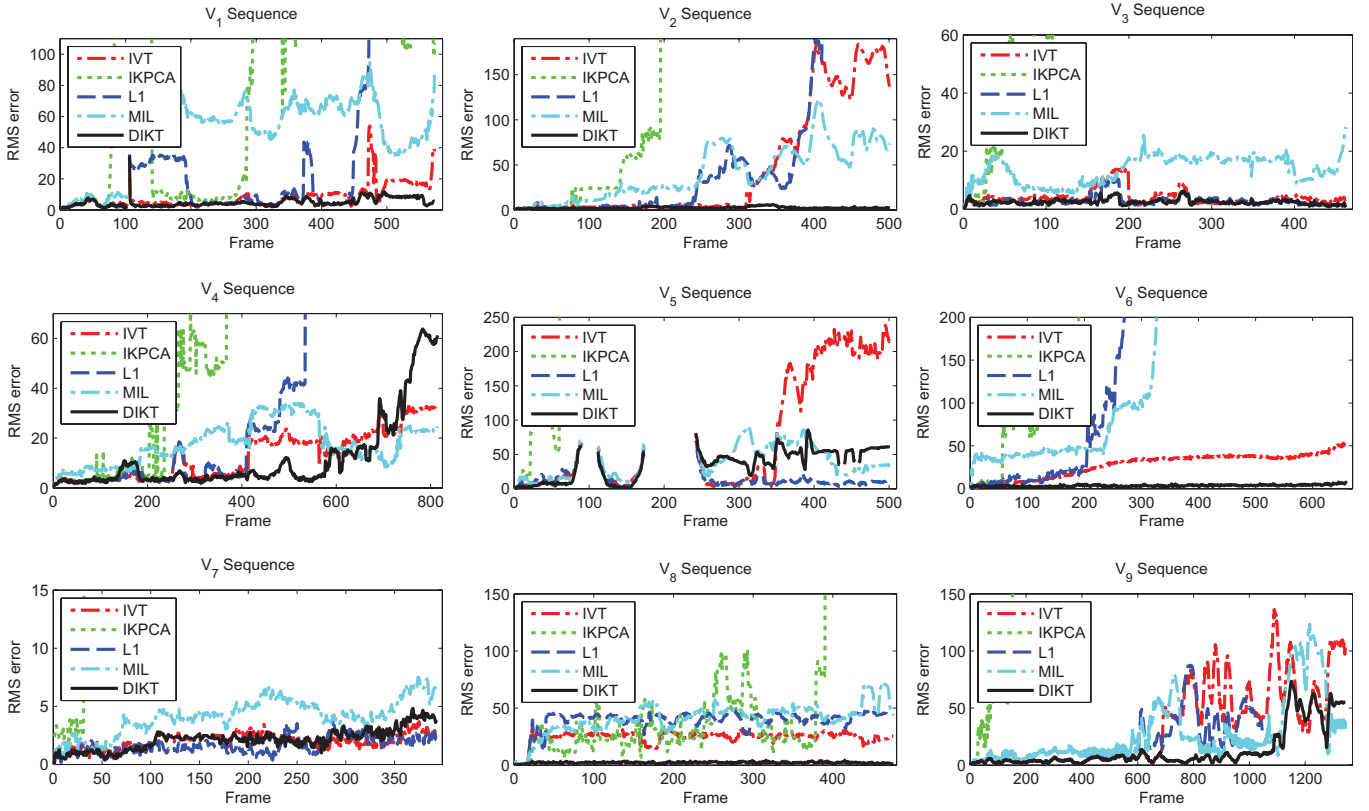 V1 Sequence
RMS error
110
100
80
60
40
20
0
IVT
IKPCA
L1
MIL
DIKT
0 100 200 300 400 500
Frame
V2 Sequence
RMS error
150
100
50
0
IVT
IKPCA
L1
MIL
DIKT
0 100 200 300 400 500
Frame
V3 Sequence
RMS error
60
40
20
0
IVT
IKPCA
L1
MIL
DIKT
0 100 200 300 400
Frame
V4 Sequence
RMS error
60
40
20
0
IVT
IKPCA
L1
MIL
DIKT
0 200 400 600 800
Frame
V5 Sequence
RMS error
250
200
150
100
50
0
IVT
IKPCA
L1
MIL
DIKT
0 100 200 300 400 500
Frame
V6 Sequence
RMS error
200
150
100
50
0
IVT
IKPCA
L1
MIL
DIKT
0 100 200 300 400 500 600
Frame
V7 Sequence
RMS error
15
10
5
0
IVT
IKPCA
L1
MIL
DIKT
0 50 100 150 200 250 300 350
Frame
V8 Sequence
RMS error
150
100
50
0
IVT
IKPCA
L1
MIL
DIKT
0 100 200 300 400
Frame
V9 Sequence
RMS error
150
100
50
0
IVT
IKPCA
L1
MIL
DIKT
0 200 400 600 800 1000 1200
Frame